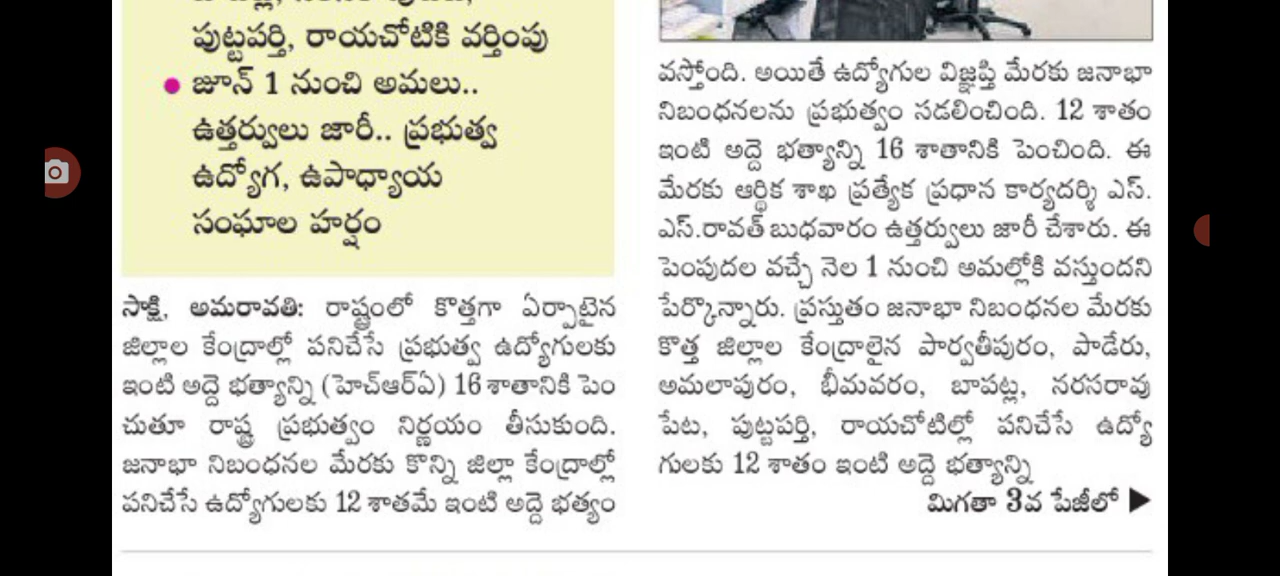 పుట్టపర్తి, రాయచోటికి వర్తింపు
జూన్ 1 నుంచి అమలు..
ఉత్తర్వులు జారీ.. ప్రభుత్వ
ఉద్యోగ, ఉపాధ్యాయ
సంఘాల హర్షం
సాక్షి, అమరావతి: రాష్ట్రంలో కొత్తగా ఏర్పాటైన
జిల్లాల కేంద్రాల్లో పనిచేసే ప్రభుత్వ ఉద్యోగులకు
ఇంటి అద్దె భత్యాన్ని (హెచ్ఆర్ఏ) 16 శాతానికి పెం
చుతూ రాష్ట్ర ప్రభుత్వం నిర్ణయం తీసుకుంది.
జనాభా నిబంధనల మేరకు కొన్ని జిల్లా కేంద్రాల్లో
పనిచేసే ఉద్యోగులకు 12 శాతమే ఇంటి అద్దె భత్యం
వస్తోంది. అయితే ఉద్యోగుల విజ్ఞప్తి మేరకు జనాభా
నిబంధనలను ప్రభుత్వం సడలించింది. 12 శాతం
ఇంటి అద్దె భత్యాన్ని 16 శాతానికి పెంచింది. ఈ
మేరకు ఆర్థిక శాఖ ప్రత్యేక ప్రధాన కార్యదర్శి ఎస్.
ఎస్.రావత్ బుధవారం ఉత్తర్వులు జారీ చేశారు. ఈ
పెంపుదల వచ్చే నెల 1 నుంచి అమల్లోకి వస్తుందని
పేర్కొన్నారు. ప్రస్తుతం జనాభా నిబంధనల మేరకు
కొత్త జిల్లాల కేంద్రాలైన పార్వతీపురం, పాడేరు,
అమలాపురం, భీమవరం, బాపట్ల, నరసరావు
పేట, పుట్టపర్తి, రాయచోటిల్లో పనిచేసే ఉద్యో
గులకు 12 శాతం ఇంటి అద్దె భత్యాన్ని
మిగతా 3వ పేజీలో